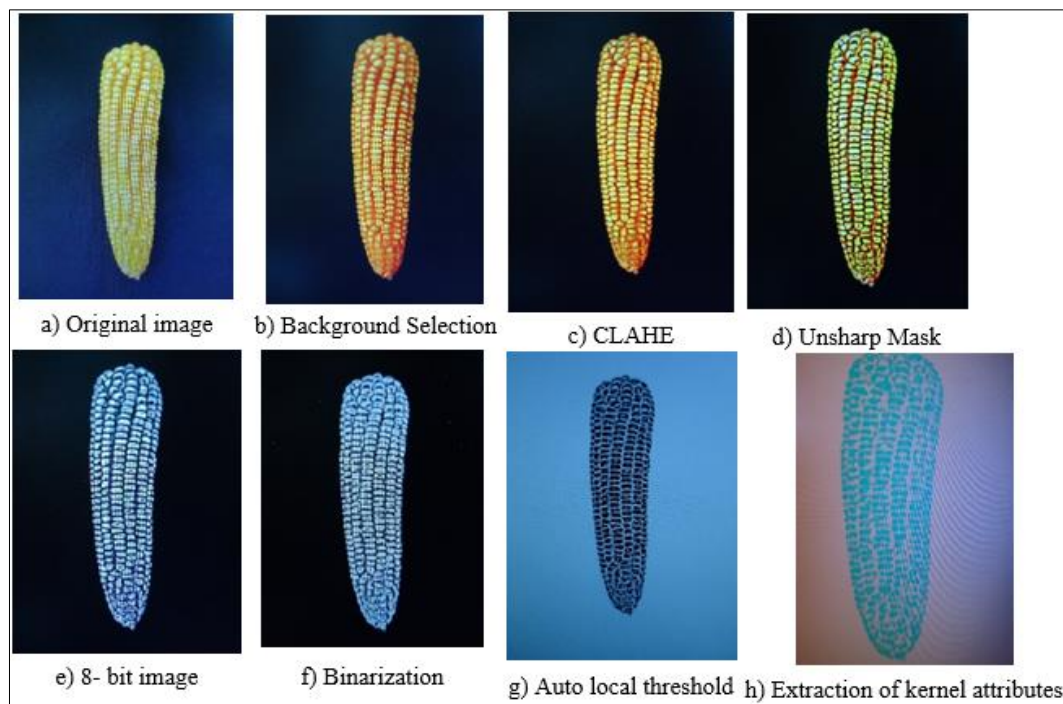 a) Original image
b) Background Selection
c) CLAHE
d) Unsharp Mask
e) 8- bit image
f) Binarization
g) Auto local threshold
h) Extraction of kernel attributes